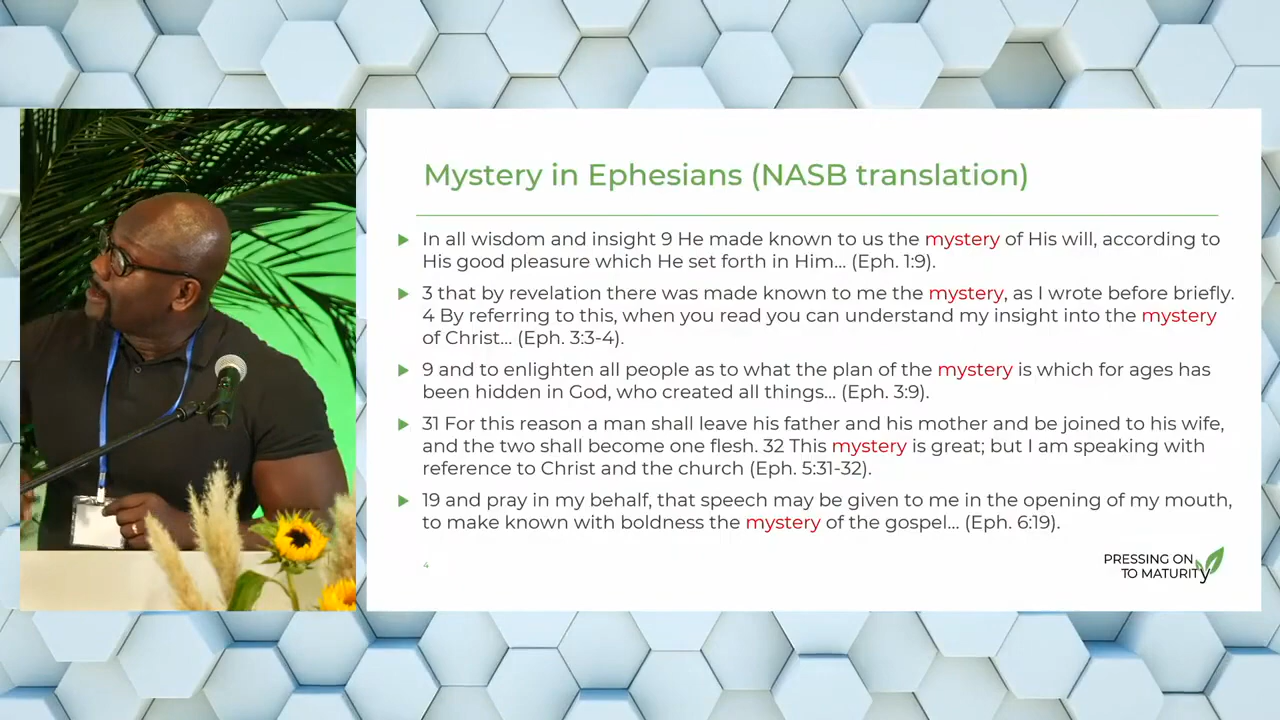 Mystery in Ephesians (NASB translation)
In all wisdom and insight 9 He made known to us the mystery of His will, according to
His good pleasure which He set forth in Him... (Eph. 1:9).
3 that by revelation there was made known to me the mystery, as I wrote before briefly.
4 By referring to this, when you read you can understand my insight into the mystery
of Christ... (Eph. 3:3-4).
9 and to enlighten all people as to what the plan of the mystery is which for ages has
been hidden in God, who created all things... (Eph. 3:9).
31 For this reason a man shall leave his father and his mother and be joined to his wife,
and the two shall become one flesh. 32 This mystery is great; but I am speaking with
reference to Christ and the church (Eph. 5:31-32).
19 and pray in my behalf, that speech may be given to me in the opening of my mouth,
to make known with boldness the mystery of the gospel... (Eph. 6:19).
4
PRESSING ON
TO MATURITy